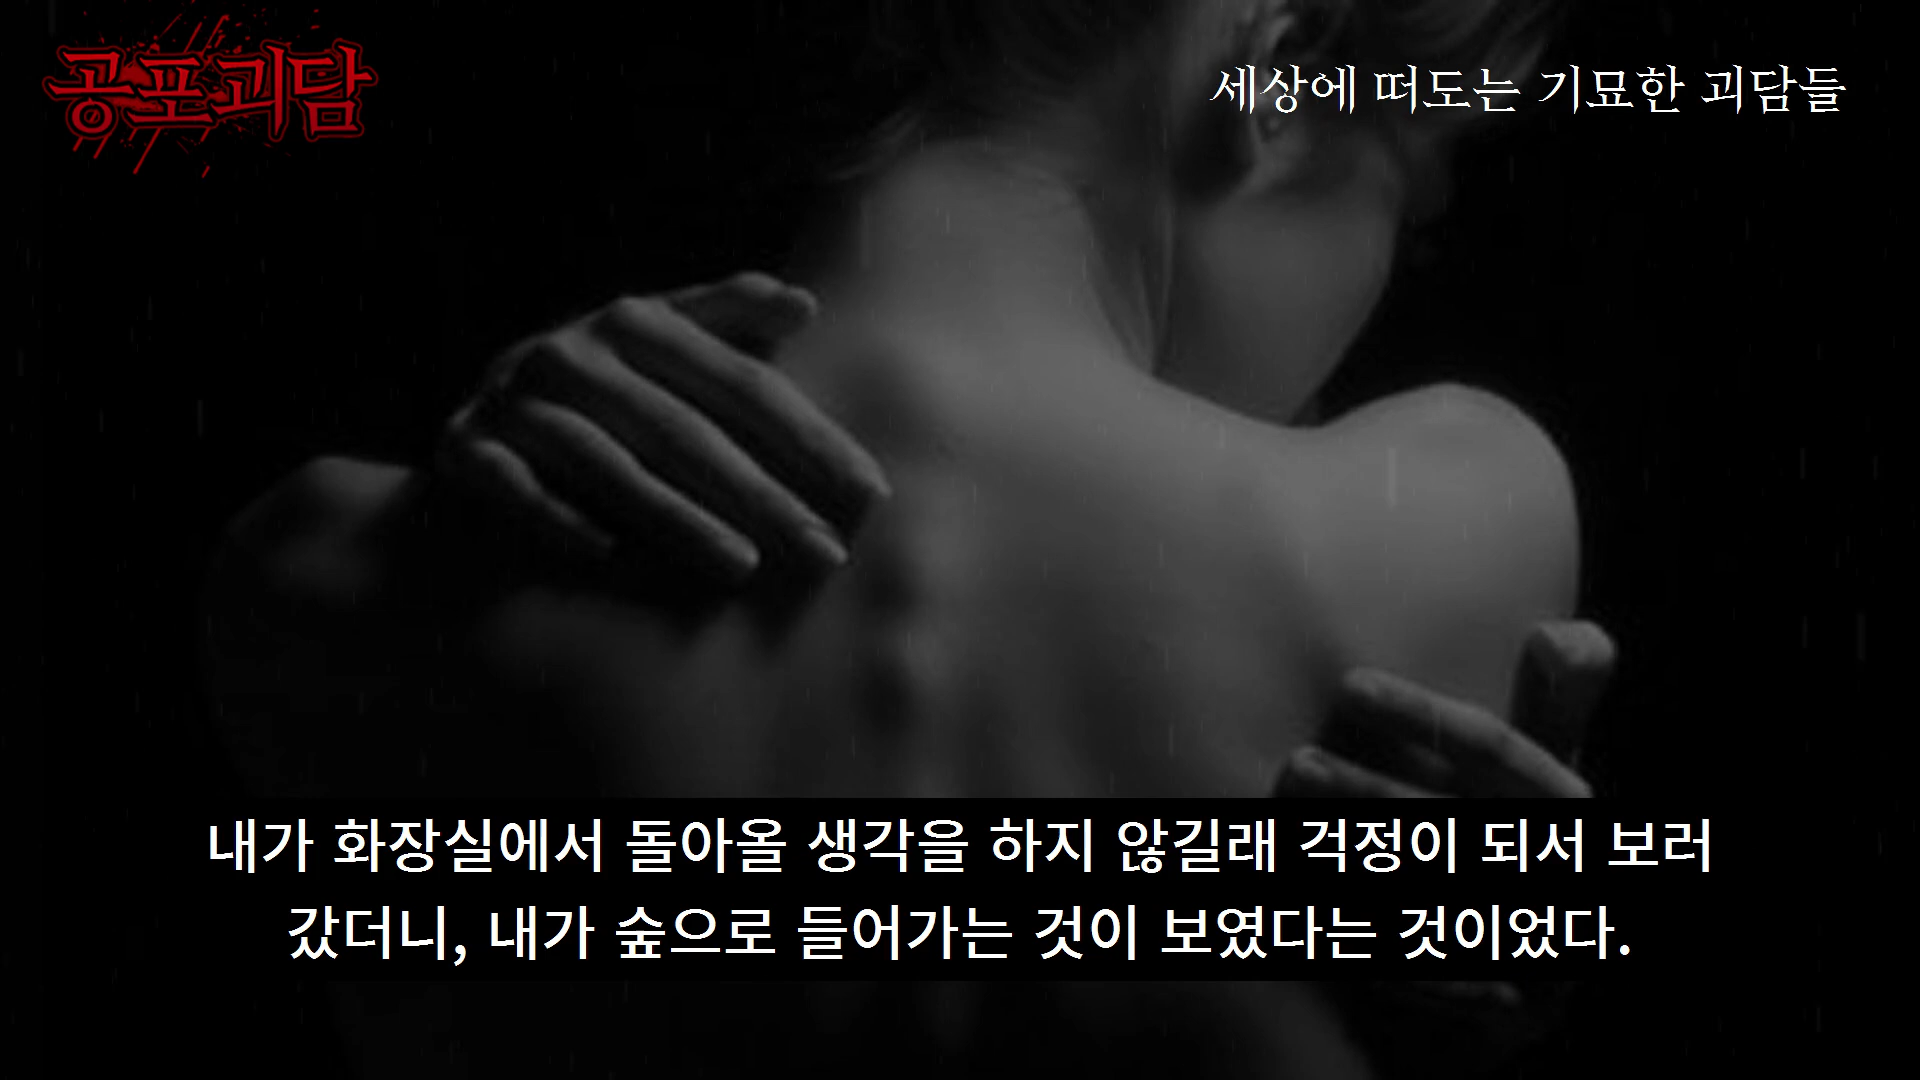 공포괴담
세상에 떠도는 기묘한 괴담들
내가 화장실에서 돌아올 생각을 하지 않길래 걱정이 되서 보러
갔더니, 내가 숲으로 들어가는 것이 보였다는 것이었다.